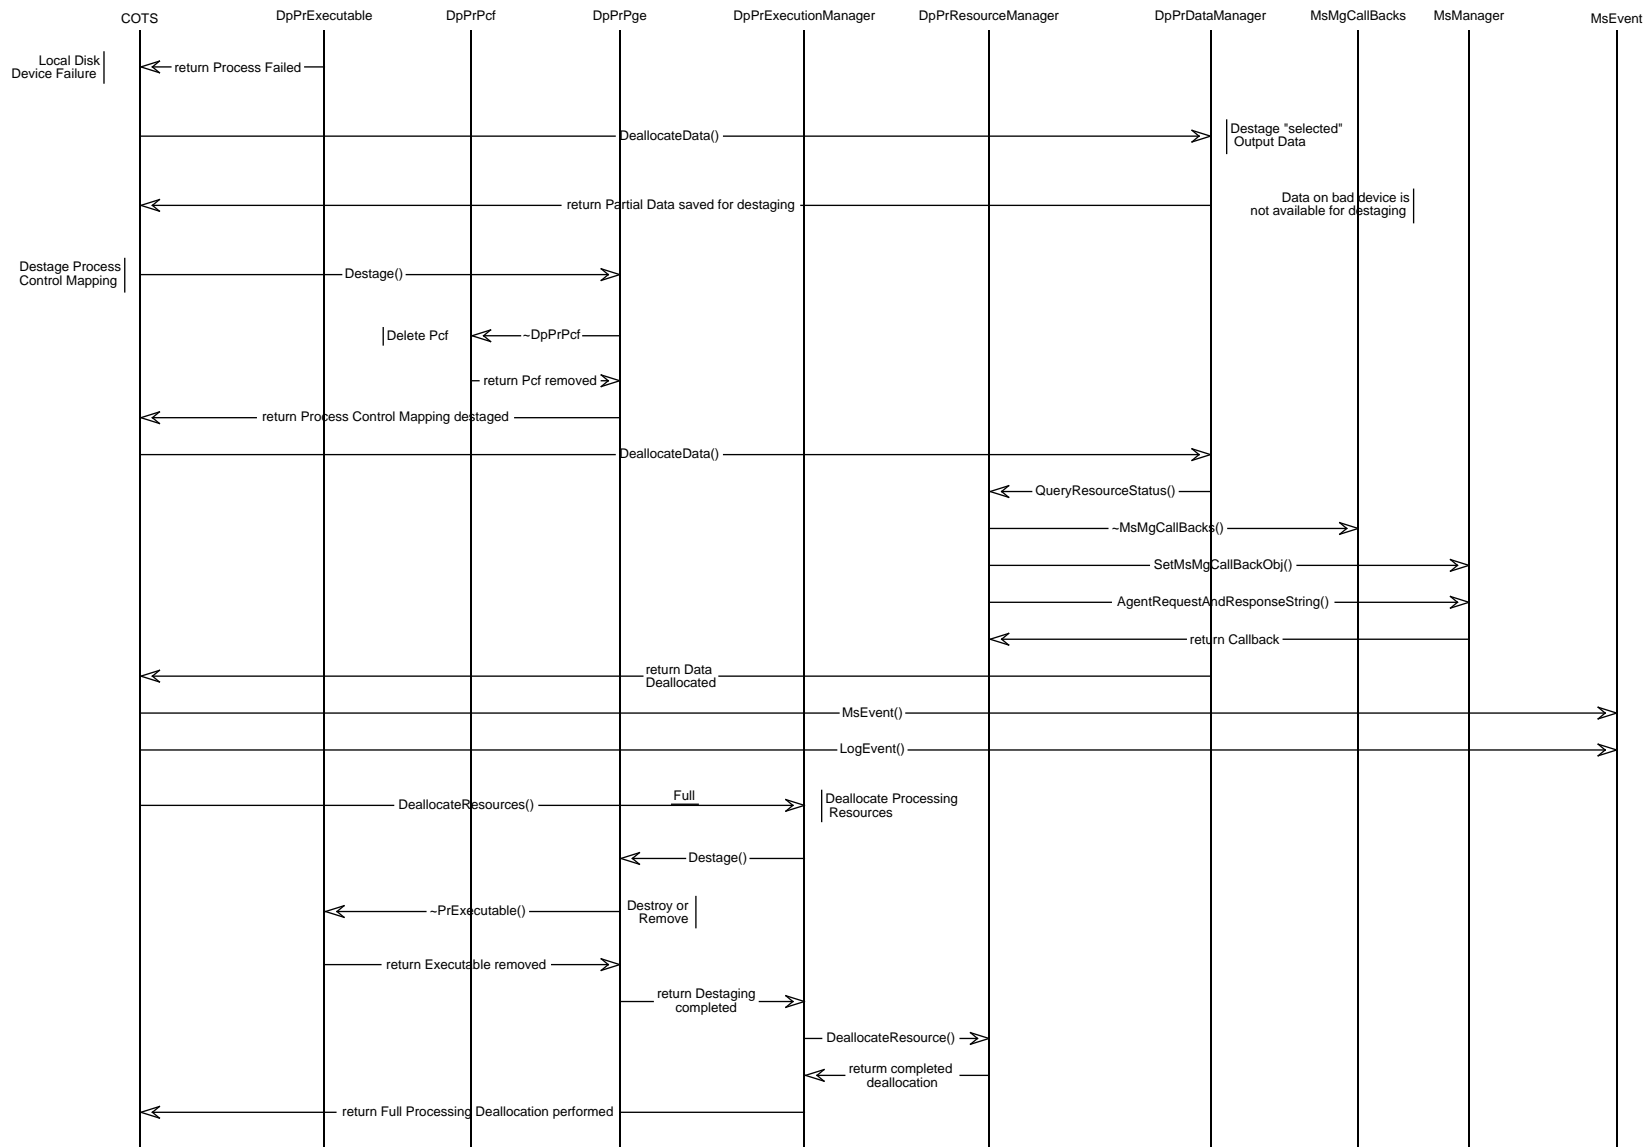 COTS
DpPrExecutable
DpPrPcf
DpPrPge
DpPrExecutionManager
DpPrResourceManager
DpPrDataManager
MsMgCallBacks
MsManager
MsEvent
Local Disk
Device Failure
return Process Failed
DeallocateData()
Destage "selected"
Output Data
return Partial Data saved for destaging
Data on bad device is
not available for destaging
Destage Process
Control Mapping
Destage()
Delete Pcf
~DpPrPcf
return Pcf removed
return Process Control Mapping destaged
DeallocateData()
QueryResourceStatus()
~MsMgCallBacks()
SetMsMgCallBackObj()
AgentRequestAndResponseString()
return Callback
return Data
Deallocated
MsEvent()
LogEvent()
DeallocateResources()
Full
Deallocate Processing
Resources
Destage()
~PrExecutable()
Destroy or
Remove
return Executable removed
return Destaging
completed
DeallocateResource()
returm completed
deallocation
return Full Processing Deallocation performed